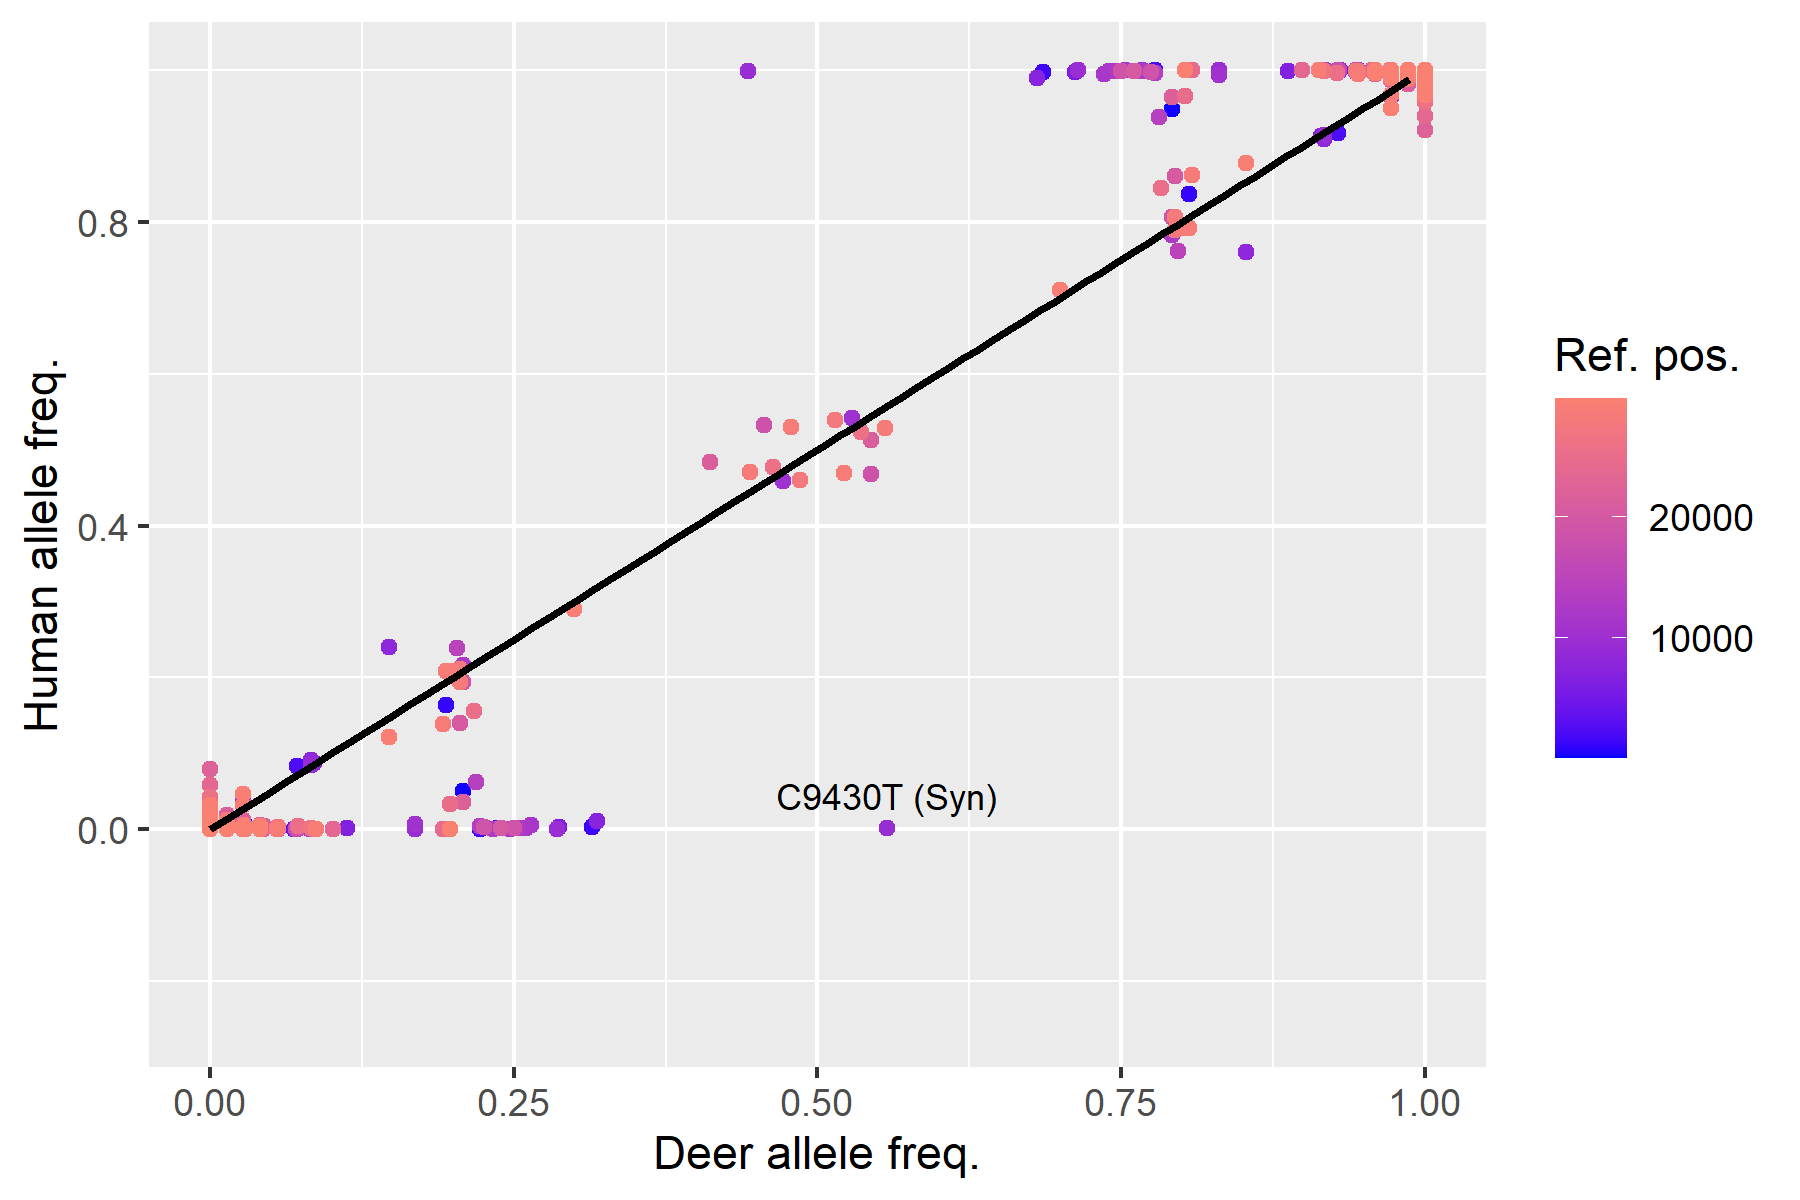 Human allele freq.
0.8
0.4
0.0
C9430T (Syn)
0.00
0.25
0.50
0.75
1.00
Deer allele freq.
Ref. pos.
20000
10000